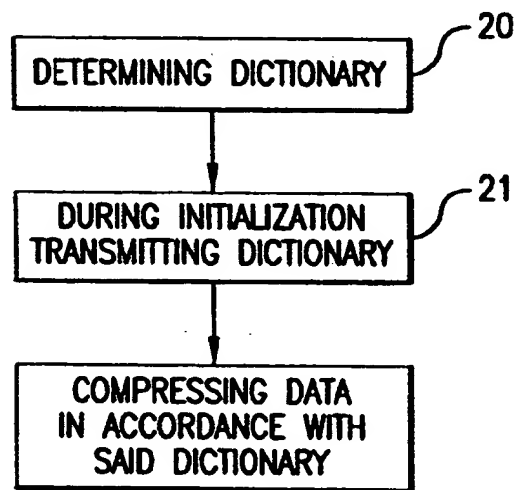 20
DETERMINING DICTIONARY
21
DURING INITIALIZATION
TRANSMITTING DICTIONARY
COMPRESSING DATA
IN ACCORDANCE WITH
SAID DICTIONARY